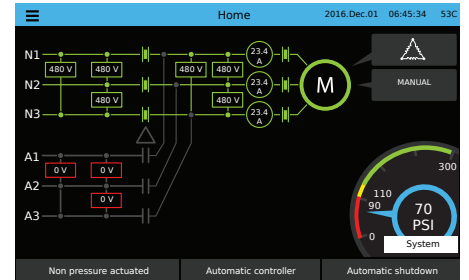 Home 2016.Dec.01 06:45:34 53C
N1
23.4
A
480 V 480 V 480 V 480 V
N2
23.4
A
M
MANUAL
480 V 480 V
N3
23.4
A
A1
0 V 0 V
A2
0 V
A3
300
110
90
70
PSI
0
System
Non pressure actuated Automatic controller Automatic shutdown